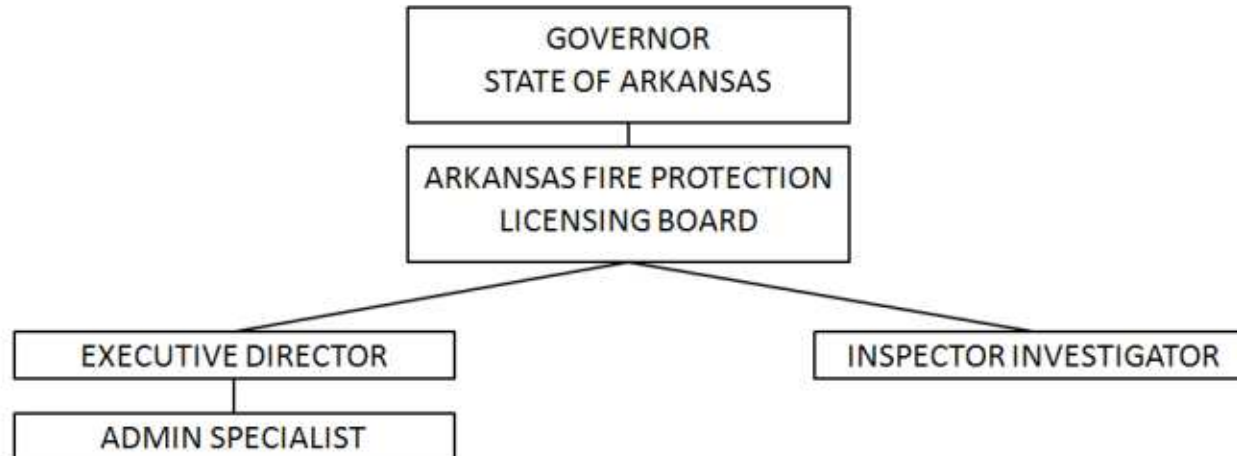 GOVERNOR
STATE OF ARKANSAS
ARKANSAS FIRE PROTECTION
LICENSING BOARD
EXECUTIVE DIRECTOR
INSPECTOR INVESTIGATOR
ADMIN SPECIALIST